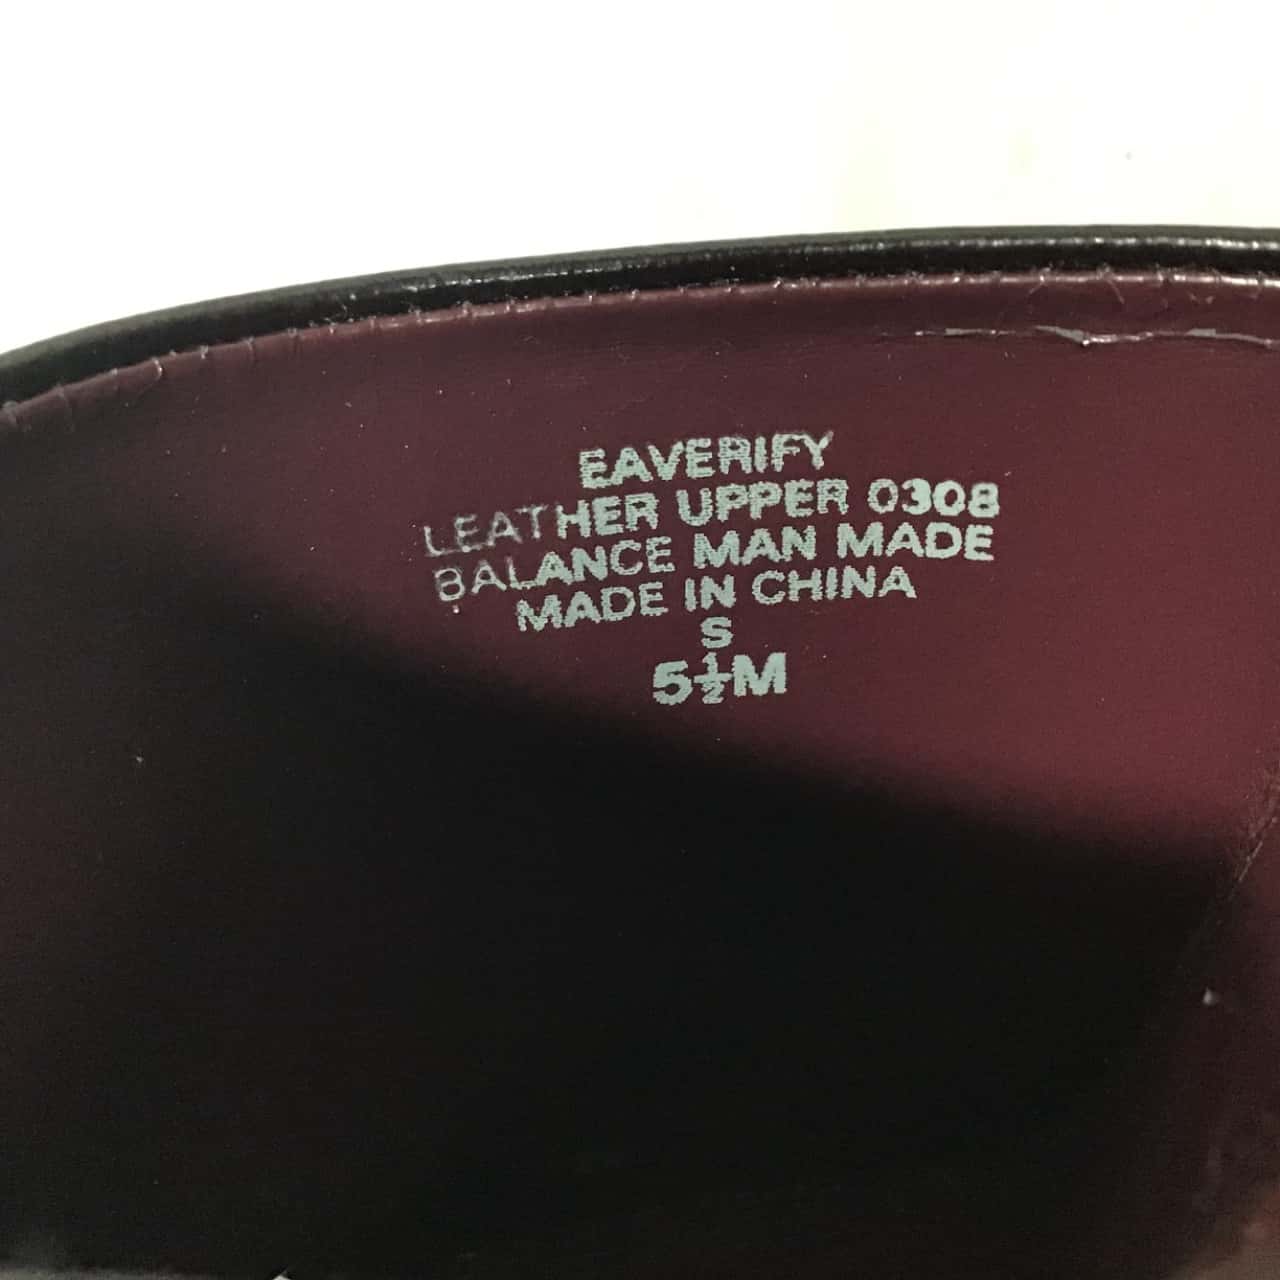 EAVERIFY
LEATHER UPPER 0308
BALANCE MAN MADE
MADE IN CHINA
S
5½M